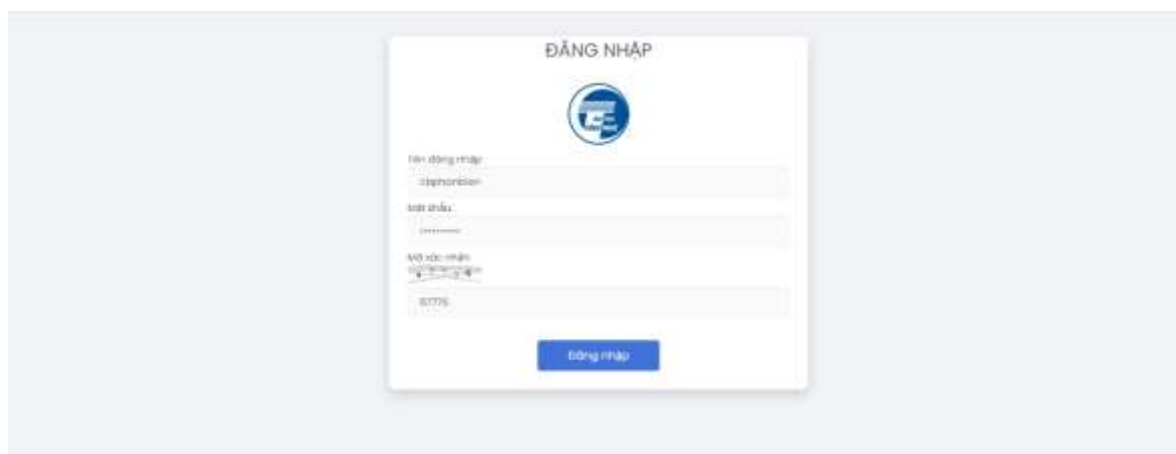 ĐĂNG NHẬP
Tên đăng nhập
Mật khẩu
Mã xác nhận
Đăng nhập